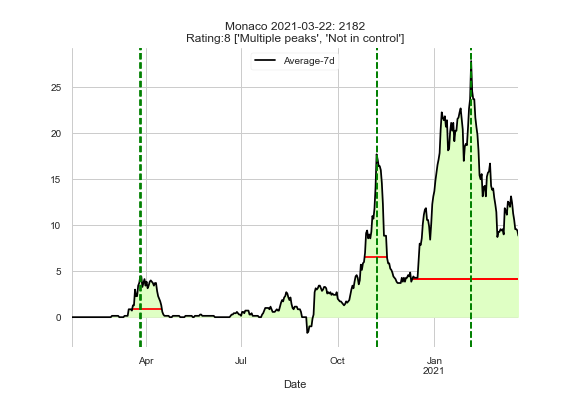 Monaco 2021-03-22: 2182
Rating:8 ['Multiple peaks', 'Not in control']
Average-7d
25
20
15
10
5
0
Apr
Jul
Oct
Jan
2021
Date